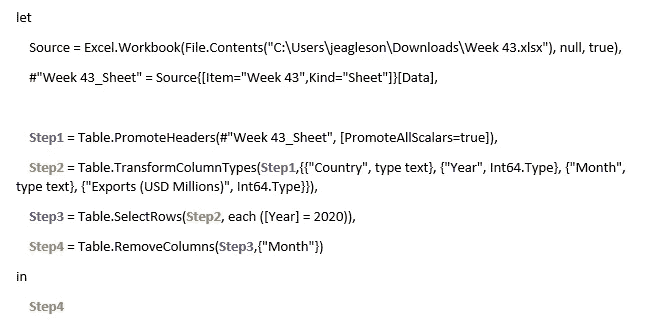 let
Source = Excel.Workbook(File.Contents("C:\Users\jeagleson\Downloads\Week 43.xlsx"), null, true),
#"Week 43_Sheet" = Source{[Item="Week 43",Kind="Sheet"]}[Data],
Step1 = Table.PromoteHeaders(#"Week 43_Sheet", [PromoteAllScalars=true]),
Step2 = Table.TransformColumnTypes(Step1,{{"Country", type text}, {"Year", Int64.Type}, {"Month",
type text}, {"Exports (USD Millions)", Int64.Type}}),
Step3 = Table.SelectRows(Step2, each ([Year] = 2020)),
Step4 = Table.RemoveColumns(Step3,{"Month"})
in
Step4